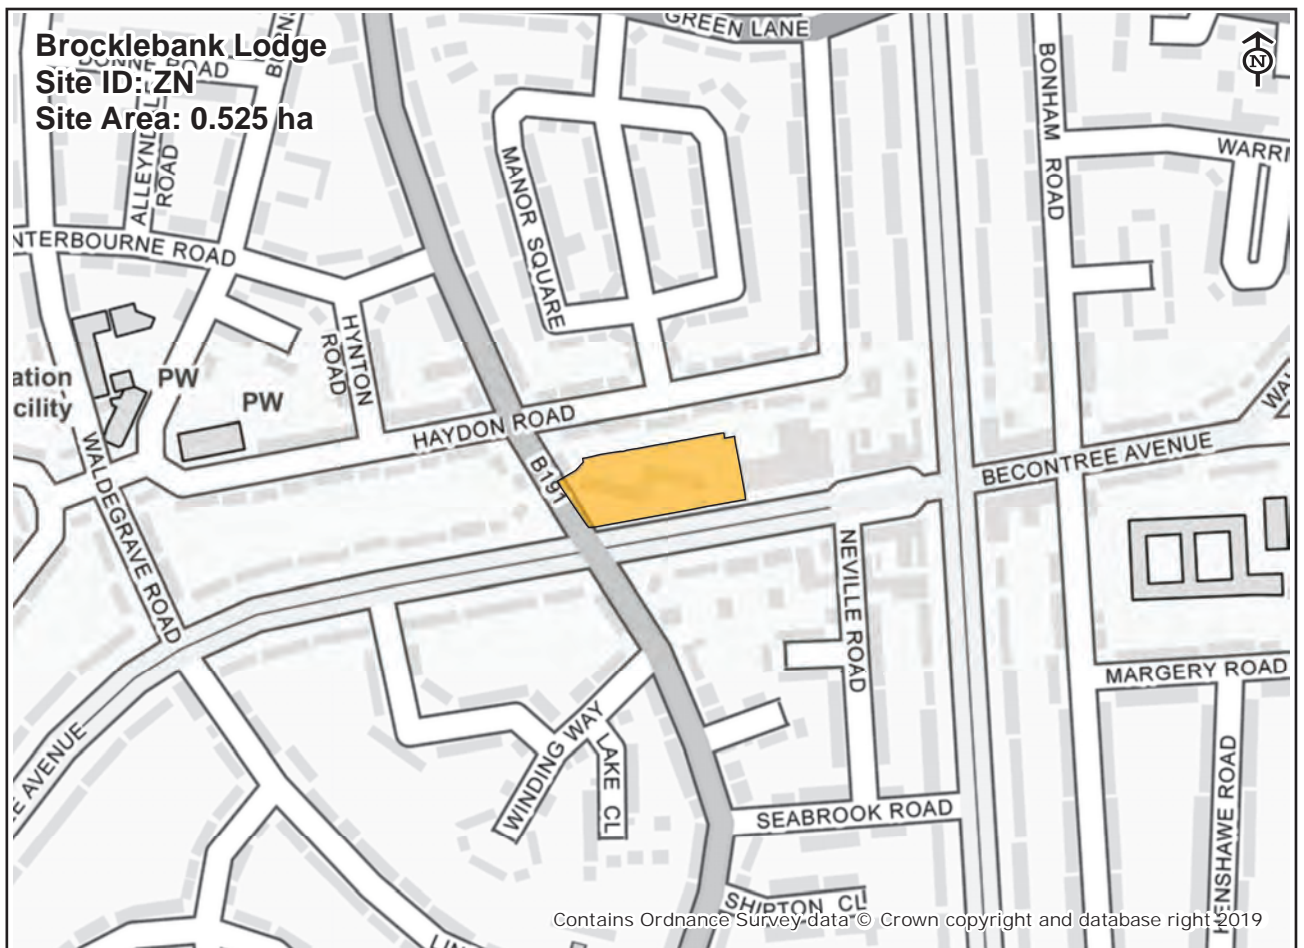 Brocklebank Lodge
Site ID: ZN
Site Area: 0.525 ha
N
GREEN LANE
ROAD
ROAD
BONHAM ROAD
WARRI
MANOR SQUARE
NTERBOURNE ROAD
HYNTON
ROAD
PW
PW
ation
cility
HAYDON ROAD
B191
WALDEGRAVE ROAD
BECONTREE AVENUE
NEVILLE ROAD
MARGERY ROAD
E AVENUE
WINDING WAY
LAKE CL
SEABROOK ROAD
HENSHAWE ROAD
SHIPTON CL
Contains Ordnance Survey data © Crown copyright and database right 2019